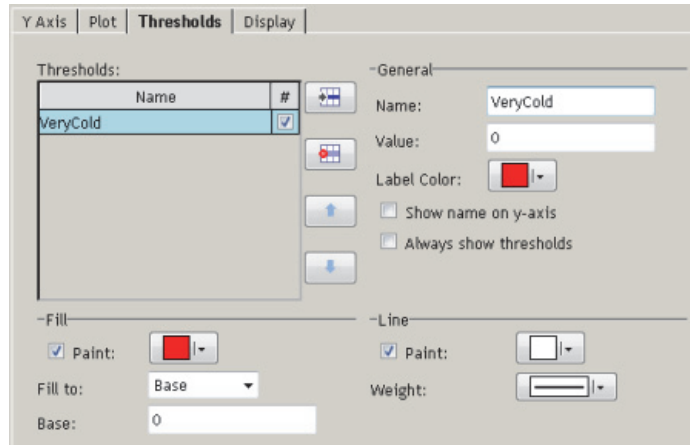 Y Axis Plot Thresholds Display
Thresholds:
Name #
VeryCold
General
Name: VeryCold
Value: 0
Label Color:
Show name on y-axis
Always show thresholds
Fill
Paint:
Fill to: Base
Base: 0
Line
Paint:
Weight: